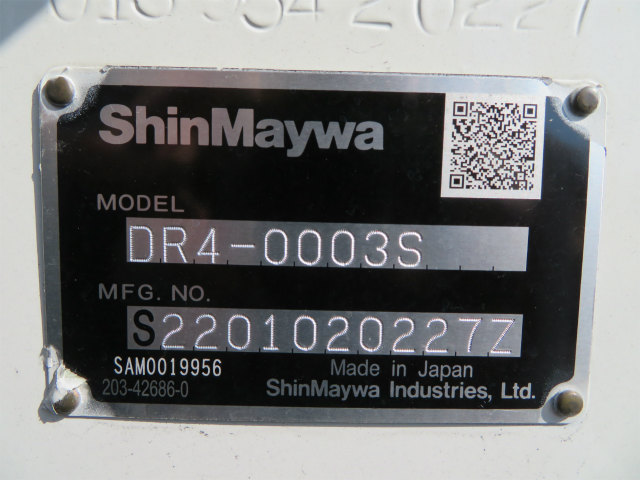 ShinMaywa
MODEL
DR4-0003S
MFG. NO.
S2201020227Z
SAM0019956
203-42686-0
Made in Japan
ShinMaywa Industries, Ltd.